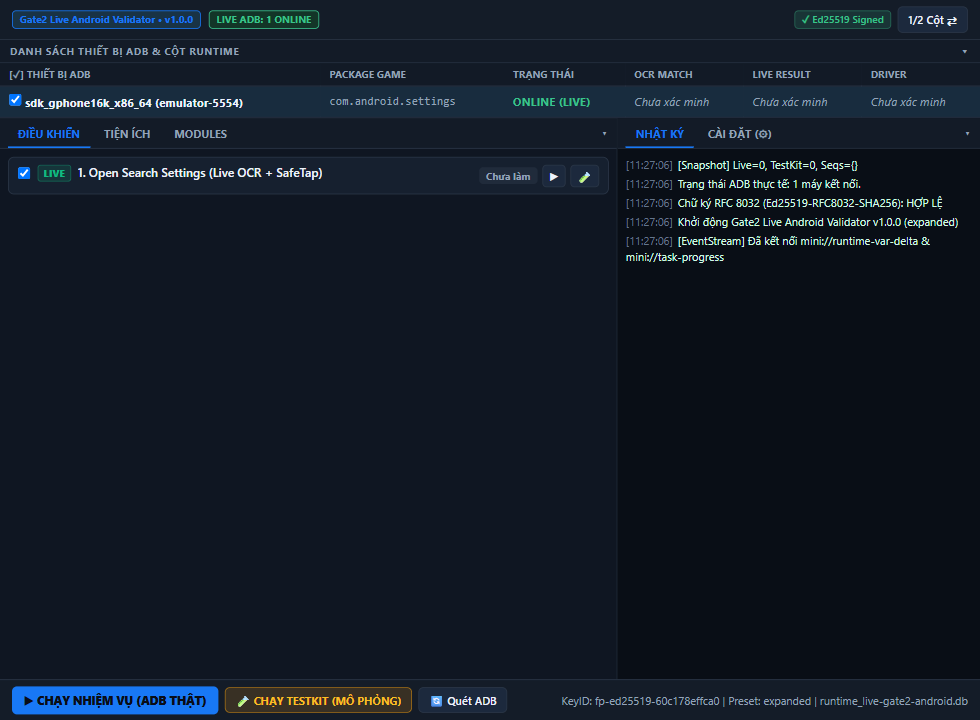 Gate2 Live Android Validator • v1.0.0 LIVE ADB: 1 ONLINE ✓ Ed25519 Signed 1/2 Cột ⇄
DANH SÁCH THIẾT BỊ ADB & CỘT RUNTIME ▾
[✓] THIẾT BỊ ADB PACKAGE GAME TRẠNG THÁI OCR MATCH LIVE RESULT DRIVER
sdk_gphone16k_x86_64 (emulator-5554) com.android.settings ONLINE (LIVE) Chưa xác minh Chưa xác minh Chưa xác minh
ĐIỀU KHIỂN TIỆN ÍCH MODULES ▾
LIVE 1. Open Search Settings (Live OCR + SafeTap) Chưa làm ▶
NHẬT KÝ CÀI ĐẶT (⚙) ▾
[11:27:06] [Snapshot] Live=0, TestKit=0, Seqs={}
[11:27:06] Trạng thái ADB thực tế: 1 máy kết nối.
[11:27:06] Chữ ký RFC 8032 (Ed25519-RFC8032-SHA256): HỢP LỆ
[11:27:06] Khởi động Gate2 Live Android Validator v1.0.0 (expanded)
[11:27:06] [EventStream] Đã kết nối mini://runtime-var-delta &
mini://task-progress
▶ CHẠY NHIỆM VỤ (ADB THẬT) CHẠY TESTKIT (MÔ PHỎNG) Quét ADB KeyID: fp-ed25519-60c178effca0 | Preset: expanded | runtime_live-gate2-android.db